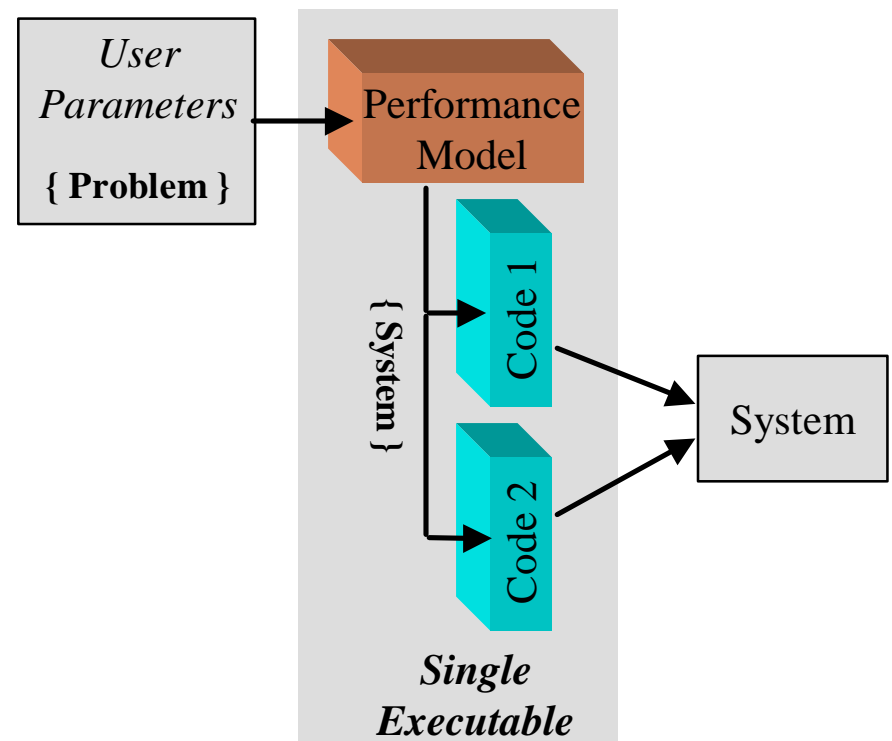 User
Parameters
{ Problem }
Performance
Model
{ System }
Code 1
Code 2
System
Single
Executable